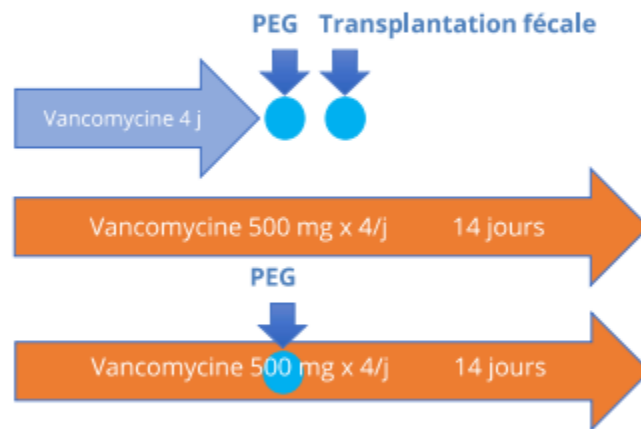 PEG Transplantation fécale
Vancomycine 4 j
Vancomycine 500 mg x 4/j 14 jours
PEG
Vancomycine 500 mg x 4/j 14 jours